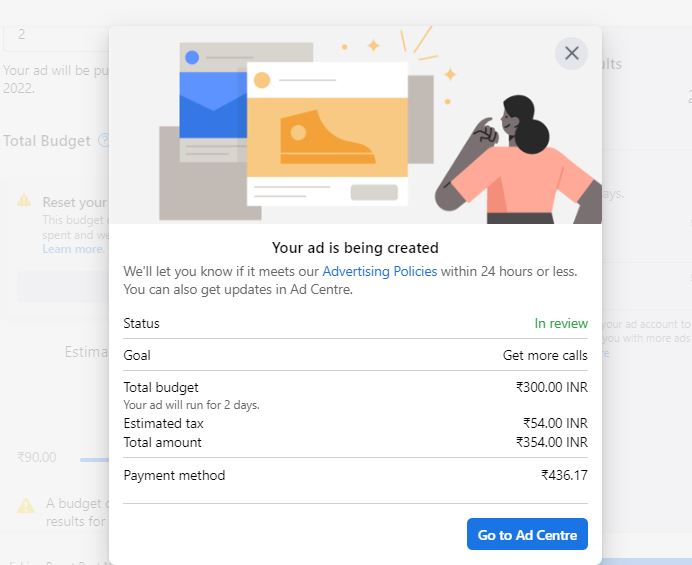 2
Your ad will be pu
2022.
Total Budget
Reset your
This budget
spent and we
Learn more.
Estima
₹90.00
A budget
results for
ults
ays.
your ad account to
you with more ads
Your ad is being created
We'll let you know if it meets our Advertising Policies within 24 hours or less.
You can also get updates in Ad Centre.
Status In review
Goal Get more calls
Total budget ₹300.00 INR
Your ad will run for 2 days.
Estimated tax ₹54.00 INR
Total amount ₹354.00 INR
Payment method ₹436.17
Go to Ad Centre